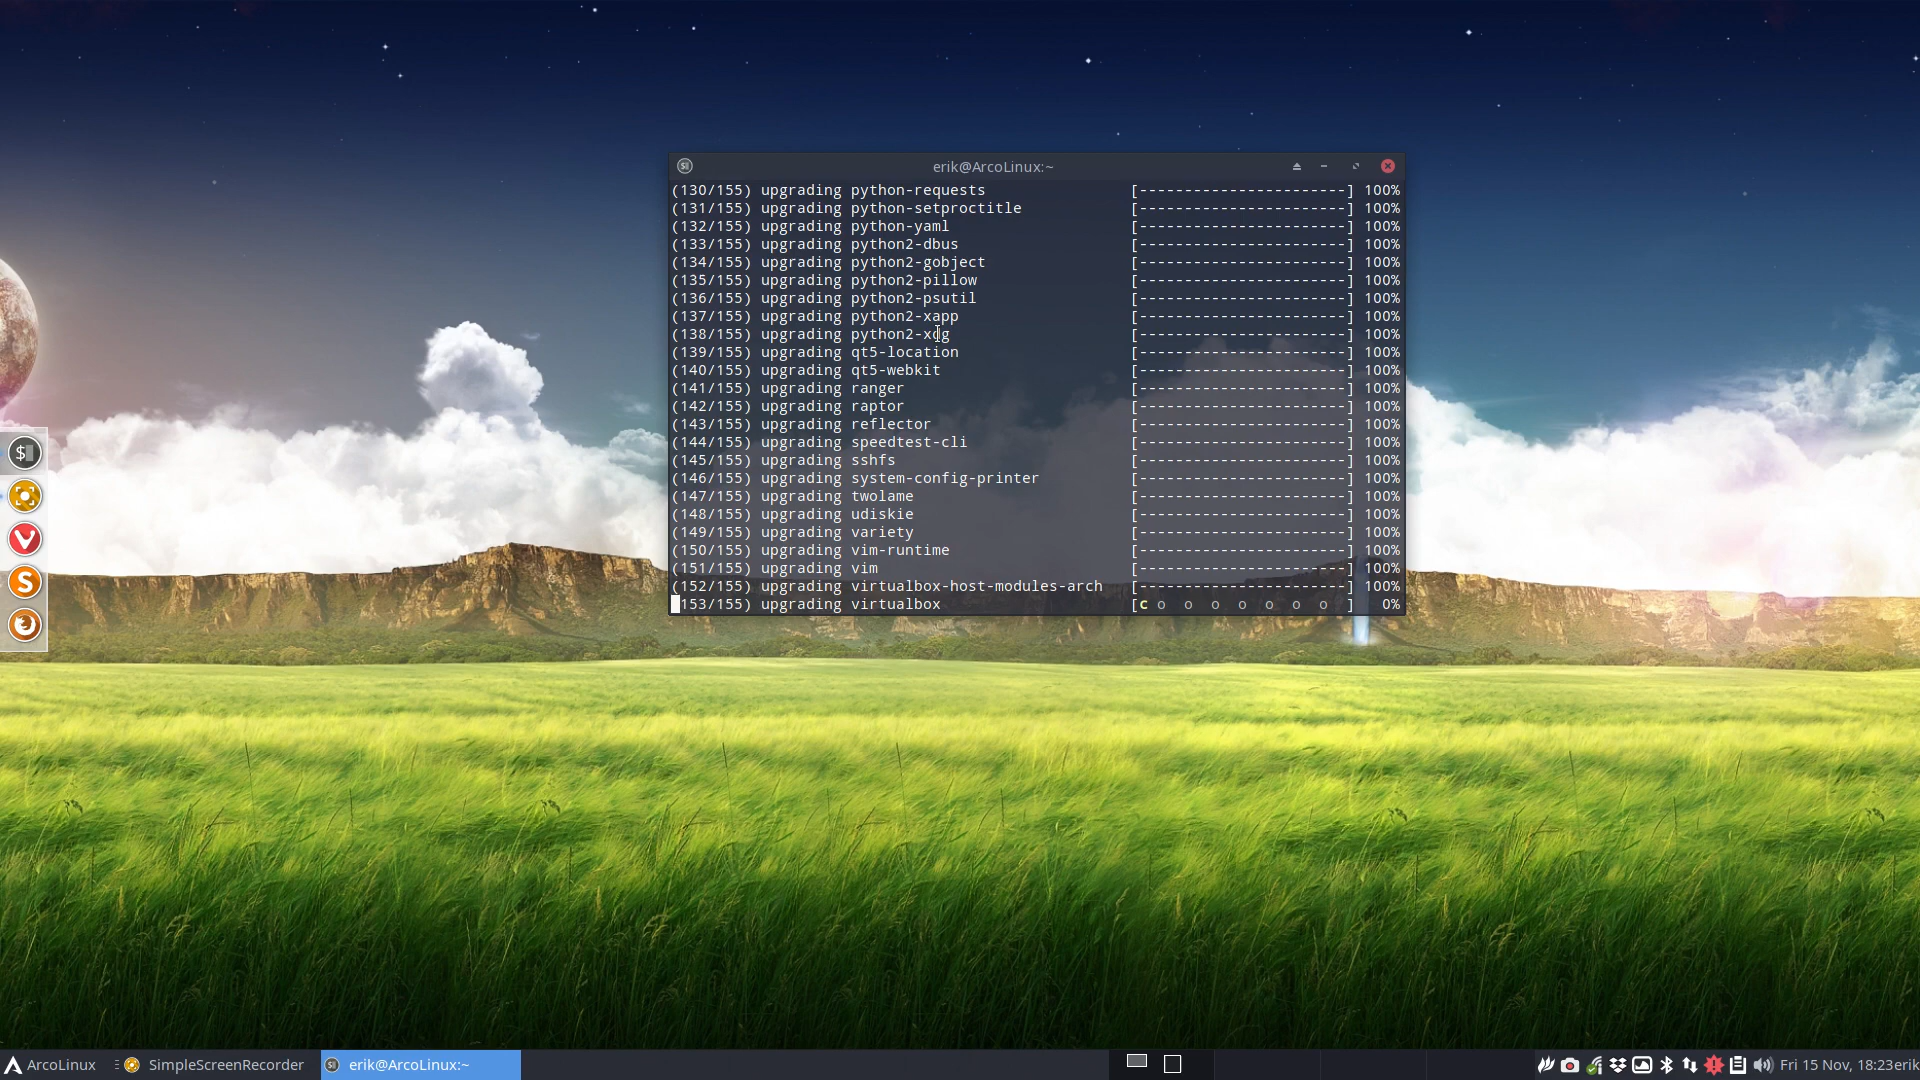 erik@ArcoLinux:~
(130/155) upgrading python-requests [-----------------------] 100%
(131/155) upgrading python-setproctitle [-----------------------] 100%
(132/155) upgrading python-yaml [-----------------------] 100%
(133/155) upgrading python2-dbus [-----------------------] 100%
(134/155) upgrading python2-gobject [-----------------------] 100%
(135/155) upgrading python2-pillow [-----------------------] 100%
(136/155) upgrading python2-psutil [-----------------------] 100%
(137/155) upgrading python2-xapp [-----------------------] 100%
(138/155) upgrading python2-xdg [-----------------------] 100%
(139/155) upgrading qt5-location [-----------------------] 100%
(140/155) upgrading qt5-webkit [-----------------------] 100%
(141/155) upgrading ranger [-----------------------] 100%
(142/155) upgrading raptor [-----------------------] 100%
(143/155) upgrading reflector [-----------------------] 100%
(144/155) upgrading speedtest-cli [-----------------------] 100%
(145/155) upgrading sshfs [-----------------------] 100%
(146/155) upgrading system-config-printer [-----------------------] 100%
(147/155) upgrading twolame [-----------------------] 100%
(148/155) upgrading udiskie [-----------------------] 100%
(149/155) upgrading variety [-----------------------] 100%
(150/155) upgrading vim-runtime [-----------------------] 100%
(151/155) upgrading vim [-----------------------] 100%
(152/155) upgrading virtualbox-host-modules-arch [-----------------------] 100%
153/155) upgrading virtualbox [c o  o  o  o  o  o  o  ] 0%
ArcoLinux
SimpleScreenRecorder
erik@ArcoLinux:~
Fri 15 Nov, 18:23
erik